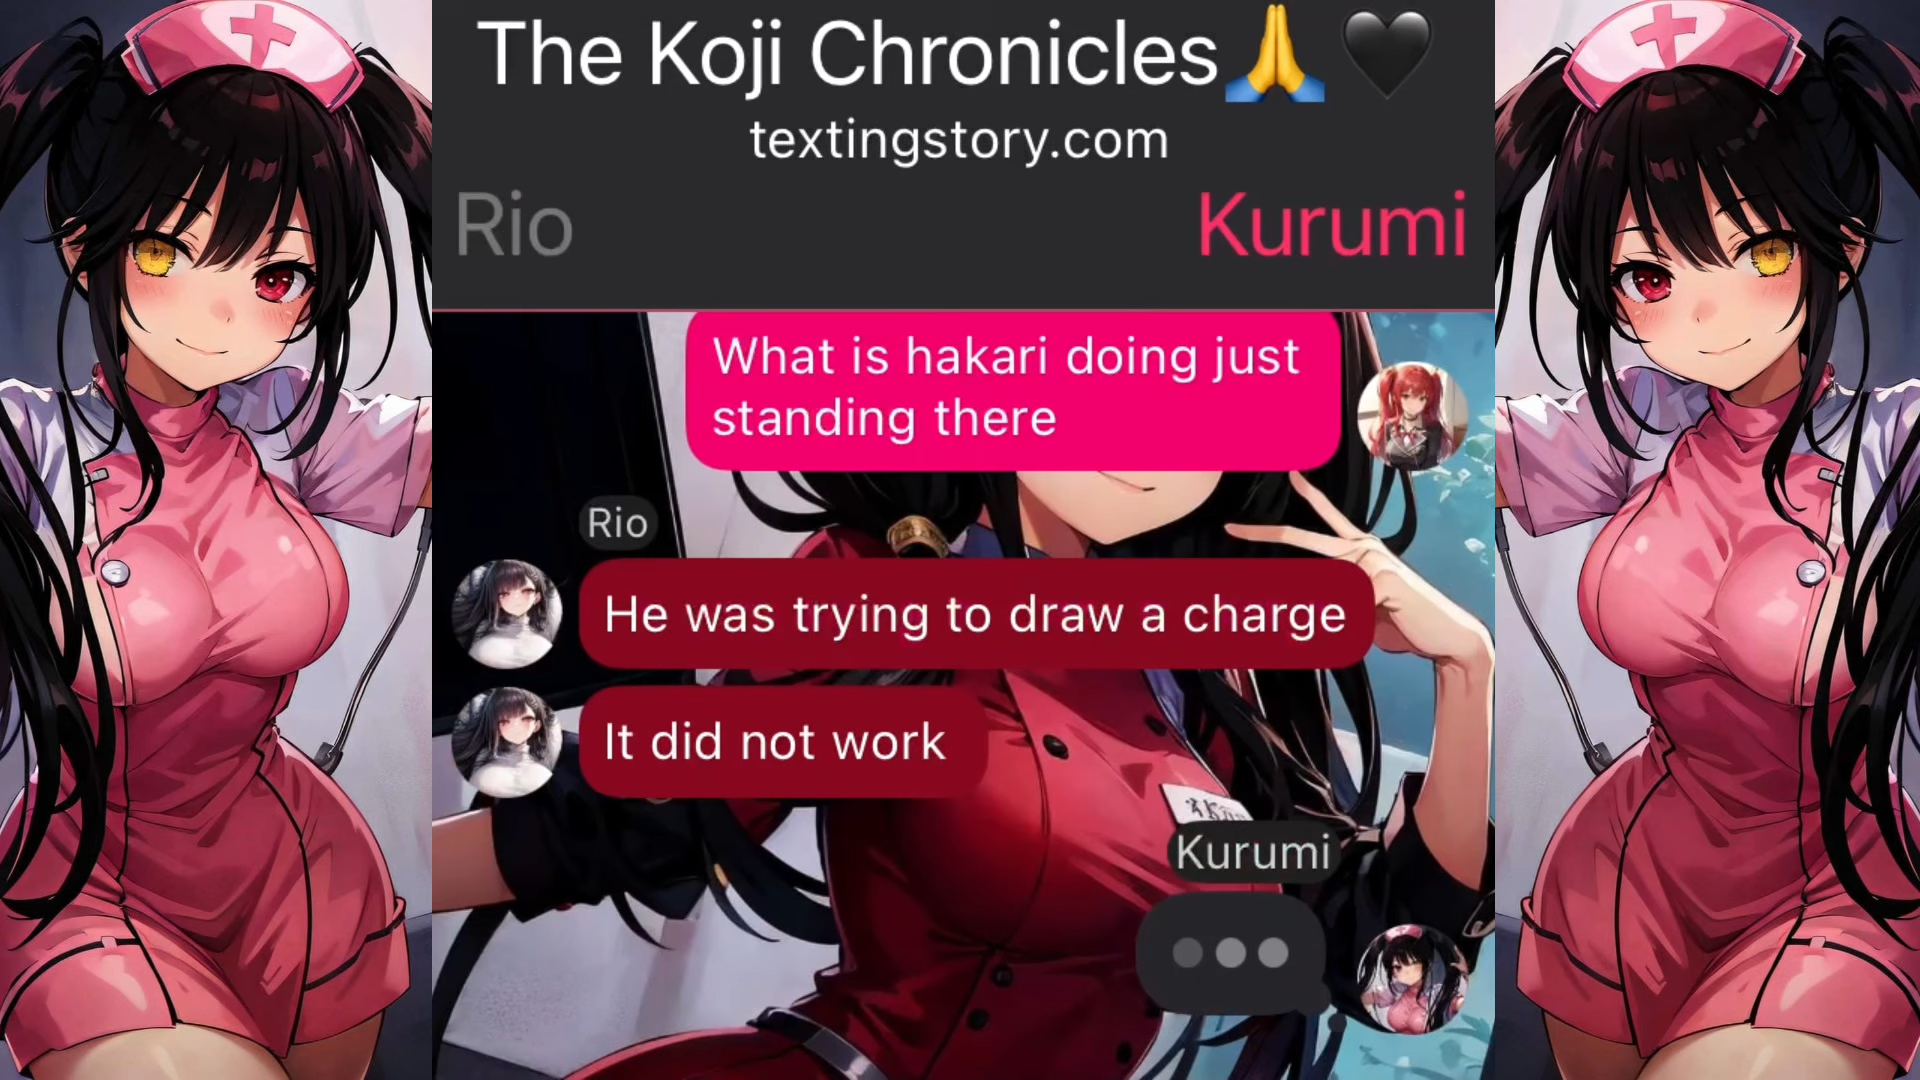 The Koji Chronicles🙏🖤
textingstory.com
Rio
Kurumi
What is hakari doing just
standing there
Rio
He was trying to draw a charge
It did not work
Kurumi